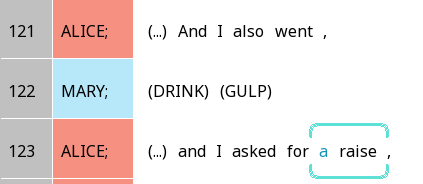 121 ALICE; (...) And I also went ,
122 MARY; (DRINK) (GULP)
123 ALICE; (...) and I asked for a raise ,